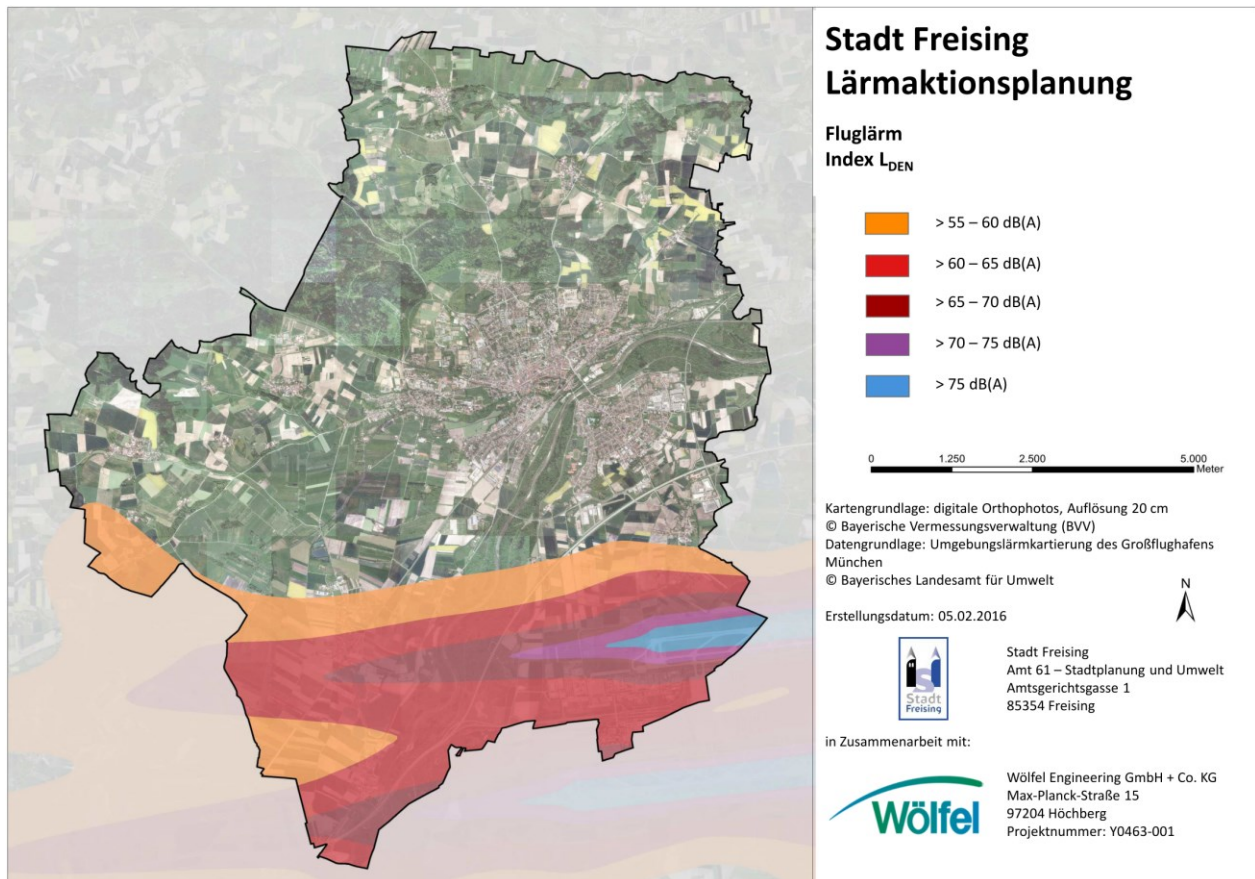 Stadt Freising
Lärmaktionsplanung
Fluglärm
Index LDEN
> 55 – 60 dB(A)
> 60 – 65 dB(A)
> 65 – 70 dB(A)
> 70 – 75 dB(A)
> 75 dB(A)
0 1.250 2.500 5.000
Meter
Kartengrundlage: digitale Orthophotos, Auflösung 20 cm
© Bayerische Vermessungsverwaltung (BVV)
Datengrundlage: Umgebungslärmkartierung des Großflughafens
München
© Bayerisches Landesamt für Umwelt
N
Erstellungsdatum: 05.02.2016
Stadt
Freising
Stadt Freising
Amt 61 – Stadtplanung und Umwelt
Amtsgerichtsgasse 1
85354 Freising
in Zusammenarbeit mit:
Wölfel
Wölfel Engineering GmbH + Co. KG
Max-Planck-Straße 15
97204 Höchberg
Projektnummer: Y0463-001